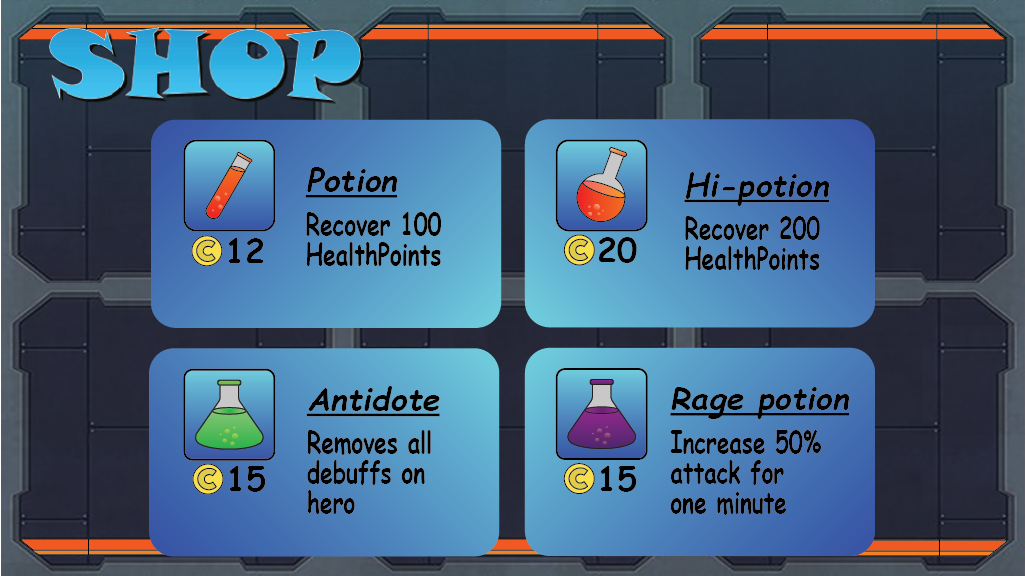 SHOP
Potion
Recover 100
HealthPoints
C 12
Hi-potion
Recover 200
HealthPoints
C 20
Antidote
Removes all
debuffs on
hero
C 15
Rage potion
Increase 50%
attack for
one minute
C 15